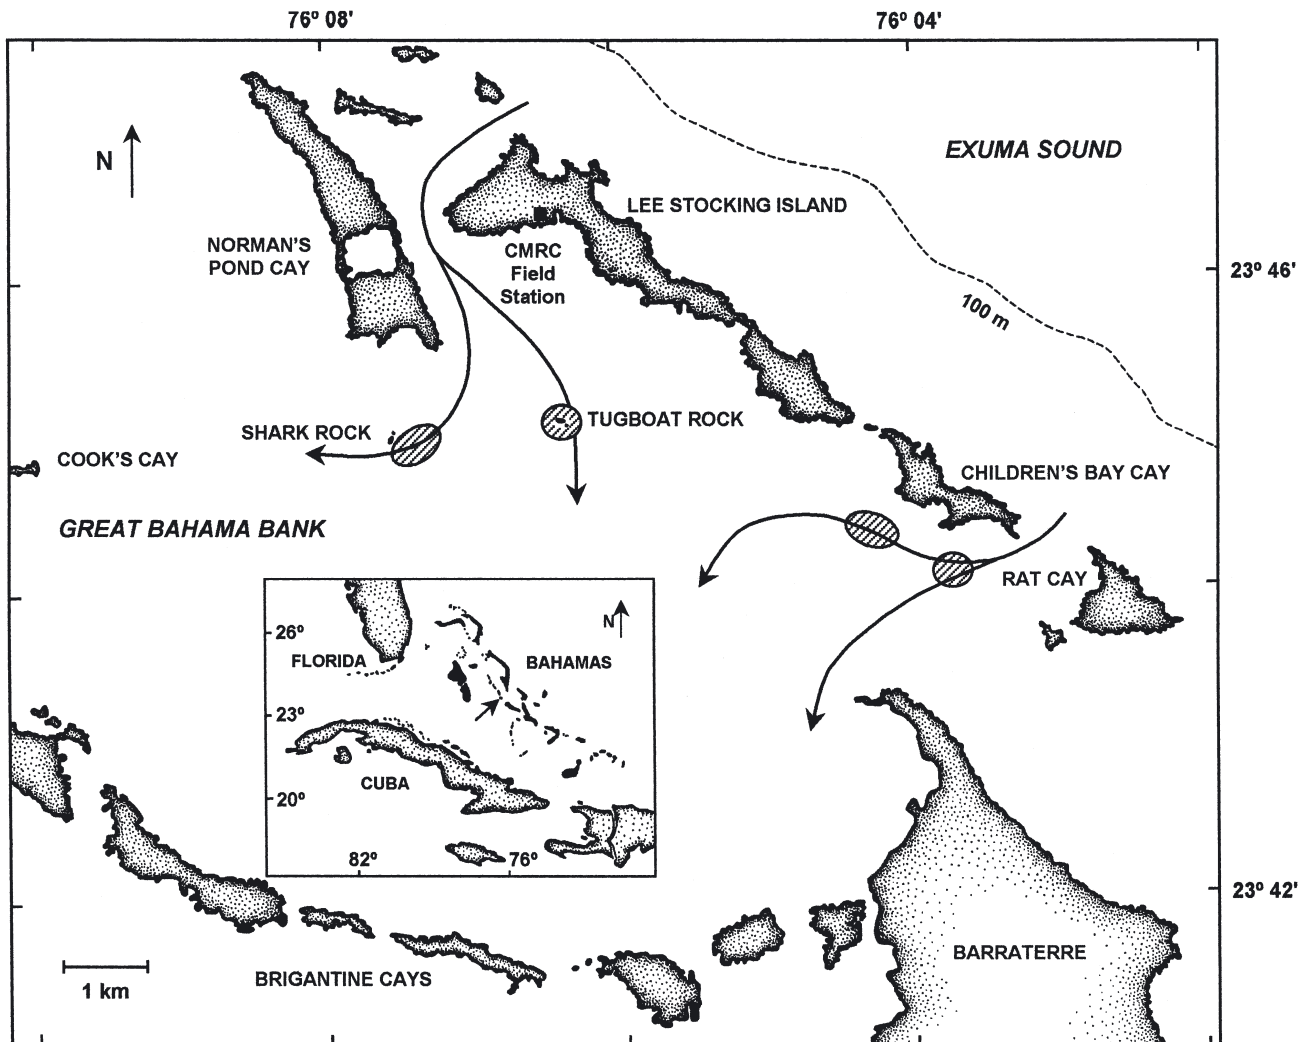 76º 08'
76º 04'
EXUMA SOUND
N
LEE STOCKING ISLAND
NORMAN'S
POND CAY
CMRC
Field
Station
23º 46'
100 m
SHARK ROCK
TUGBOAT ROCK
COOK'S CAY
CHILDREN'S BAY CAY
GREAT BAHAMA BANK
RAT CAY
N
26º
FLORIDA
BAHAMAS
23º
CUBA
20º
82º
76º
23º 42'
BARRATERRE
BRIGANTINE CAYS
1 km